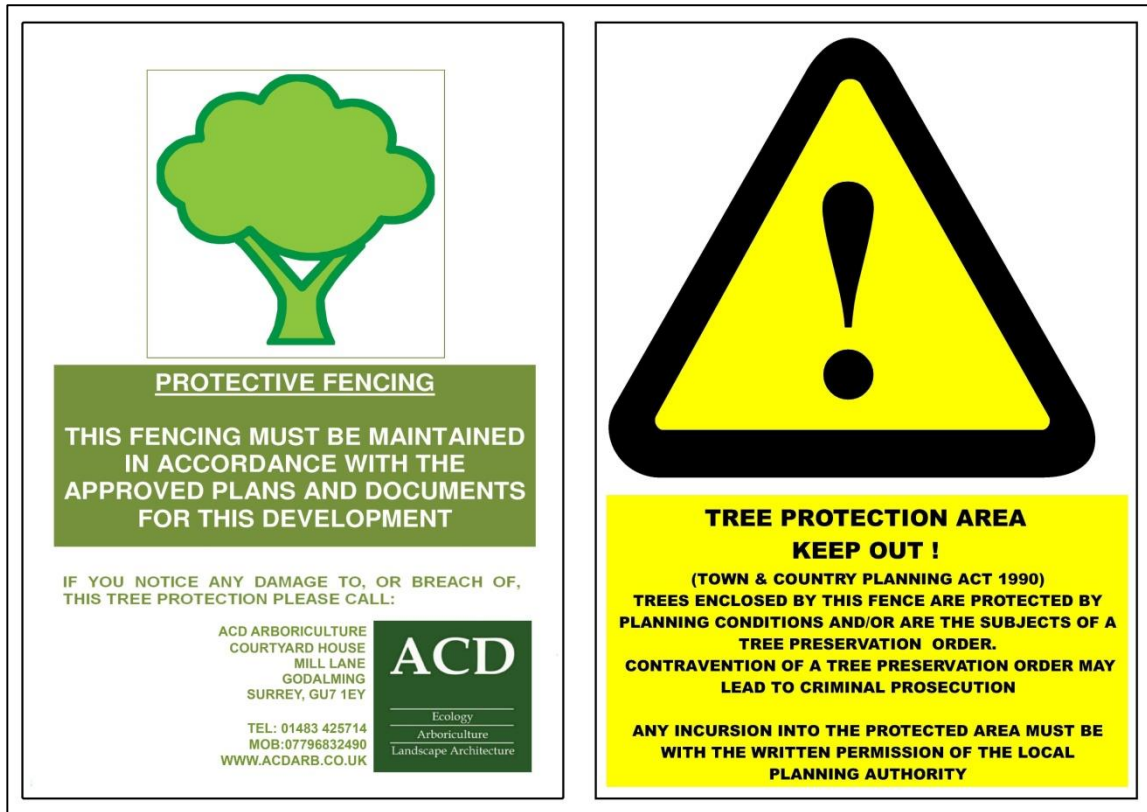 PROTECTIVE FENCING
THIS FENCING MUST BE MAINTAINED
IN ACCORDANCE WITH THE
APPROVED PLANS AND DOCUMENTS
FOR THIS DEVELOPMENT
IF YOU NOTICE ANY DAMAGE TO, OR BREACH OF,
THIS TREE PROTECTION PLEASE CALL:
ACD ARBORICULTURE
COURTYARD HOUSE
MILL LANE
GODALMING
SURREY, GU7 1EY
TEL: 01483 425714
MOB:07796832490
WWW.ACDARB.CO.UK
ACD
Ecology
Arboriculture
Landscape Architecture
!
TREE PROTECTION AREA
KEEP OUT !
(TOWN & COUNTRY PLANNING ACT 1990)
TREES ENCLOSED BY THIS FENCE ARE PROTECTED BY
PLANNING CONDITIONS AND/OR ARE THE SUBJECTS OF A
TREE PRESERVATION ORDER.
CONTRAVENTION OF A TREE PRESERVATION ORDER MAY
LEAD TO CRIMINAL PROSECUTION
ANY INCURSION INTO THE PROTECTED AREA MUST BE
WITH THE WRITTEN PERMISSION OF THE LOCAL
PLANNING AUTHORITY